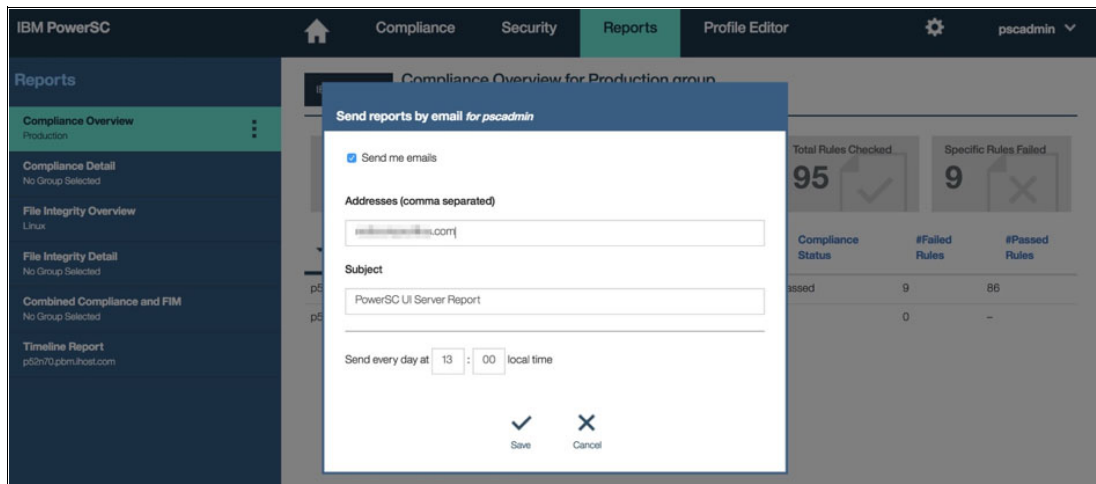 IBM PowerSC
Compliance
Security
Reports
Profile Editor
pscadmin
Reports
Compliance Overview
Production
Compliance Detail
No Group Selected
File Integrity Overview
Linux
File Integrity Detail
No Group Selected
Combined Compliance and FIM
No Group Selected
Timeline Report
p52n70.pbm.ihost.com
Compliance Overview for Production group
Send reports by email for pscadmin
Send me emails
Addresses (comma separated)
.com
Subject
PowerSC UI Server Report
Send every day at 13 : 00 local time
Save
Cancel
Total Rules Checked
95
Specific Rules Failed
9
Compliance Status
#Failed Rules
#Passed Rules
assed 9 86
0 –